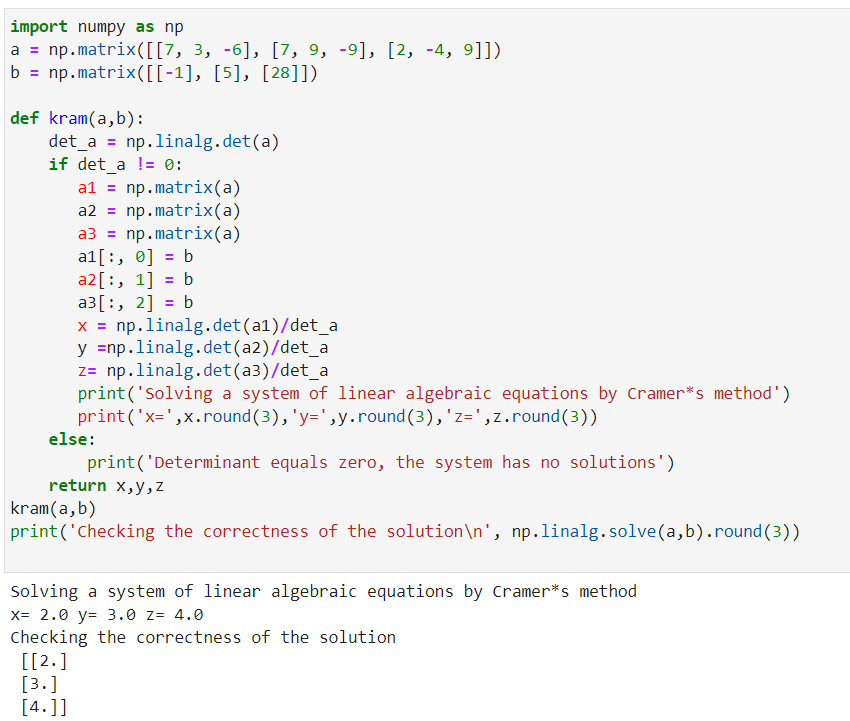 import numpy as np
a = np.matrix([[7, 3, -6], [7, 9, -9], [2, -4, 9]])
b = np.matrix([[-1], [5], [28]])
def kram(a,b):
    det_a = np.linalg.det(a)
    if det_a != 0:
       a1 = np.matrix(a)
       a2 = np.matrix(a)
       a3 = np.matrix(a)
       a1[:, 0] = b
       a2[:, 1] = b
       a3[:, 2] = b
       x = np.linalg.det(a1)/det_a
       y =np.linalg.det(a2)/det_a
       z= np.linalg.det(a3)/det_a
       print('Solving a system of linear algebraic equations by Cramer*s method')
       print('x=',x.round(3),'y=',y.round(3),'z=',z.round(3))
    else:
        print('Determinant equals zero, the system has no solutions')
    return x,y,z
kram(a,b)
print('Checking the correctness of the solution\n', np.linalg.solve(a,b).round(3))
Solving a system of linear algebraic equations by Cramer*s method
x= 2.0 y= 3.0 z= 4.0
Checking the correctness of the solution
 [[2.]
 [3.]
 [4.]]